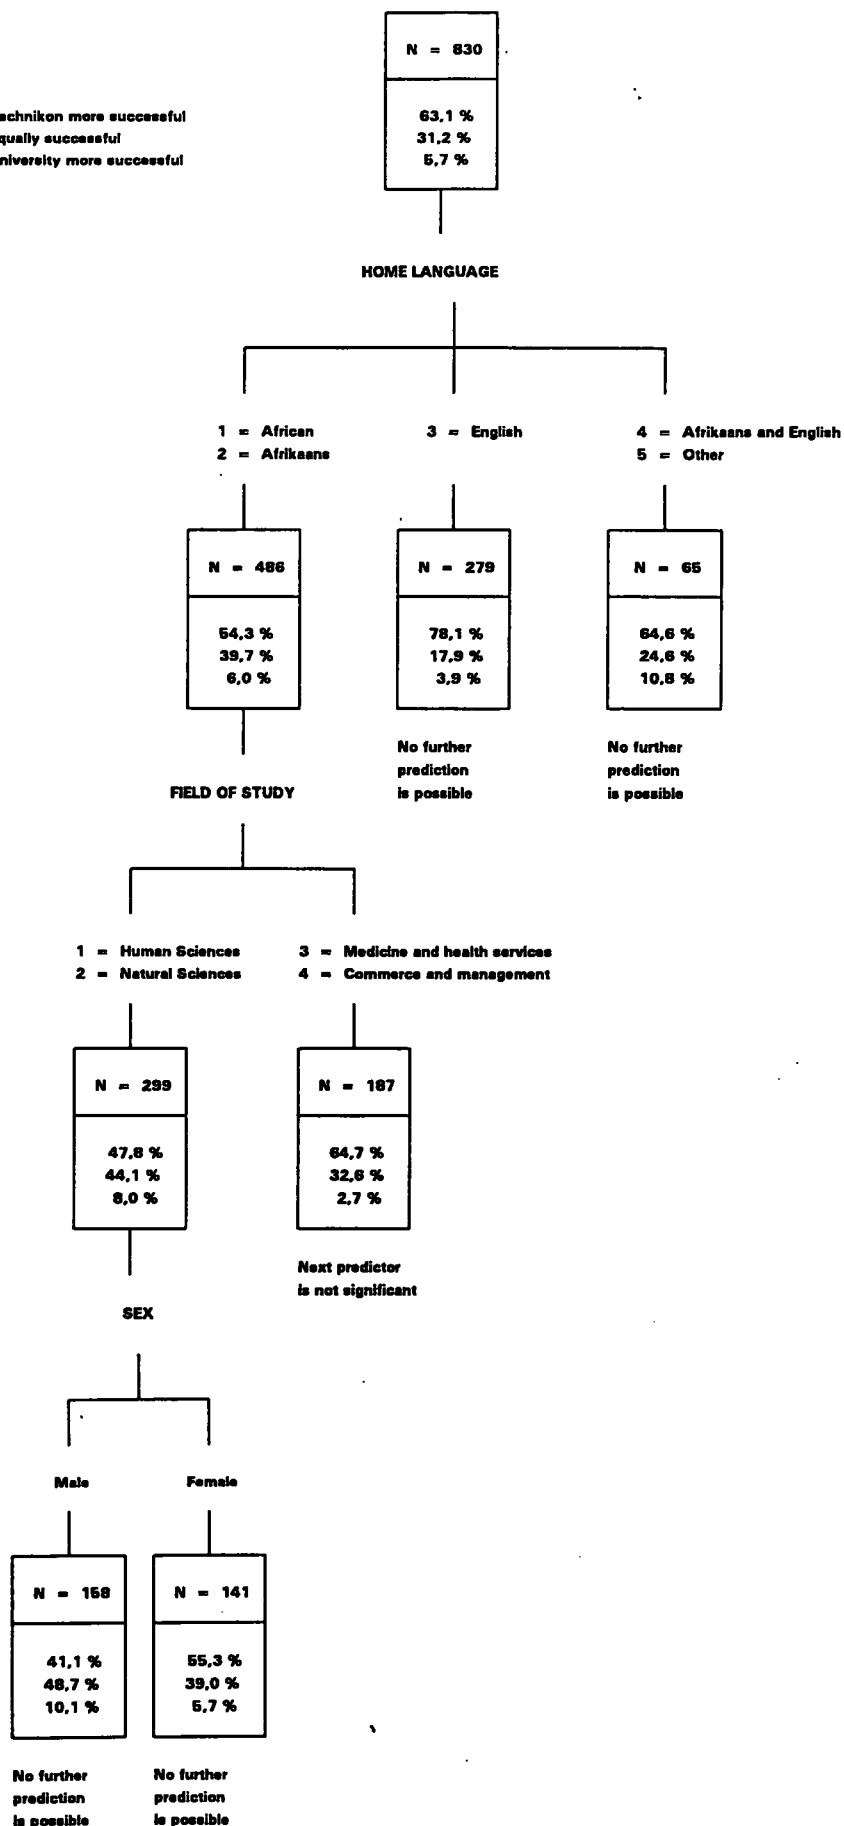 N = 830
achnikon more successful
qually successful
niversity more successful
63,1 %
31,2 %
5,7 %
HOME LANGUAGE
1 = African
2 = Afrikaans
3 = English
4 = Afrikaans and English
5 = Other
N = 486
54,3 %
39,7 %
6,0 %
N = 279
78,1 %
17,9 %
3,9 %
N = 65
64,6 %
24,6 %
10,8 %
No further
prediction
is possible
No further
prediction
is possible
FIELD OF STUDY
1 = Human Sciences
2 = Natural Sciences
3 = Medicine and health services
4 = Commerce and management
N = 299
47,8 %
44,1 %
8,0 %
N = 187
64,7 %
32,6 %
2,7 %
Next predictor
is not significant
SEX
Male
Female
N = 158
41,1 %
48,7 %
10,1 %
N = 141
55,3 %
39,0 %
5,7 %
No further
prediction
is possible
No further
prediction
is possible